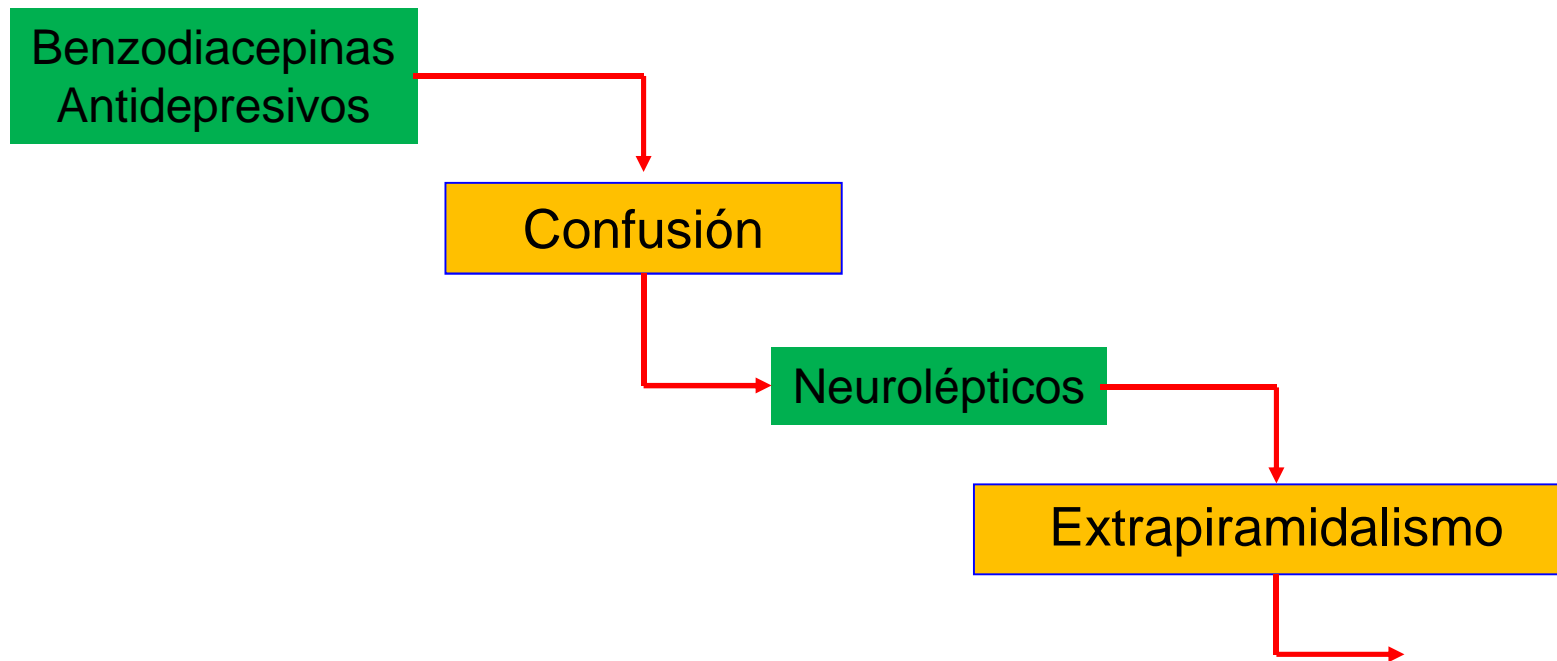 Benzodiacepinas
Antidepresivos
Confusión
Neurolépticos
Extrapiramidalismo